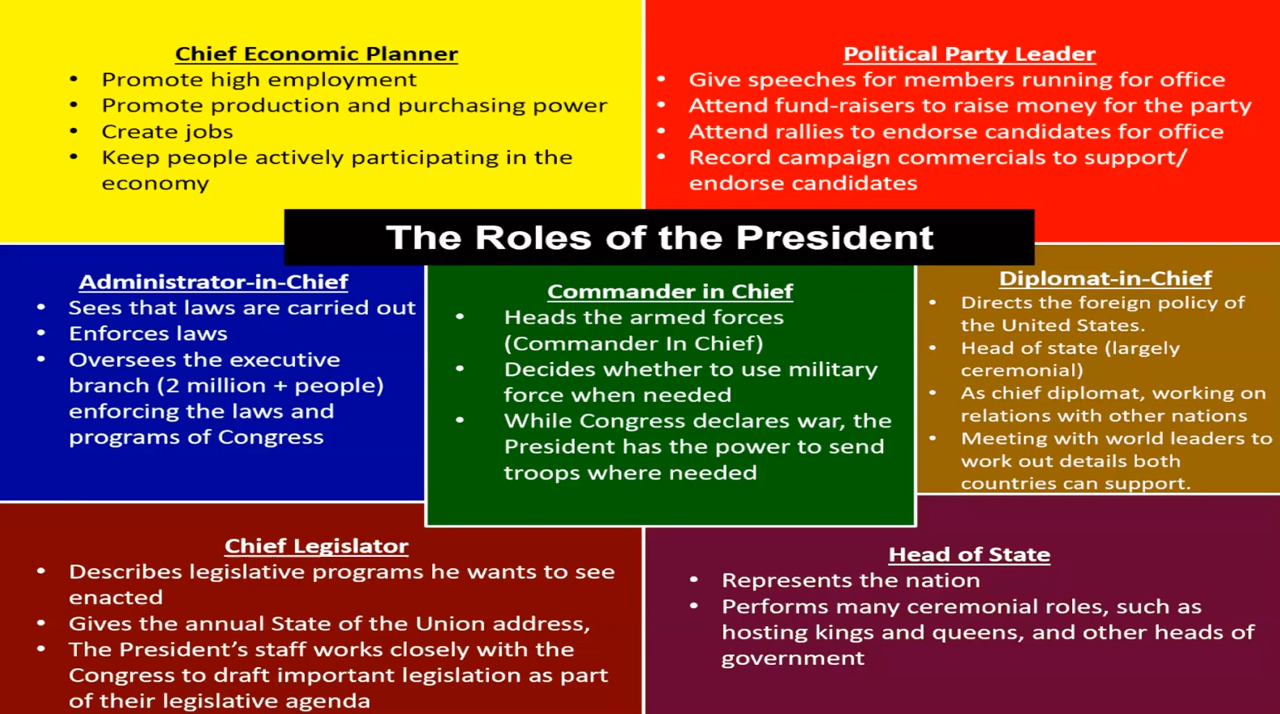 Chief Economic Planner
• Promote high employment
• Promote production and purchasing power
• Create jobs
• Keep people actively participating in the
economy
Political Party Leader
• Give speeches for members running for office
• Attend fund-raisers to raise money for the party
• Attend rallies to endorse candidates for office
• Record campaign commercials to support/
endorse candidates
The Roles of the President
Administrator-in-Chief
• Sees that laws are carried out
• Enforces laws
• Oversees the executive
branch (2 million + people)
enforcing the laws and
programs of Congress
Commander in Chief
• Heads the armed forces
(Commander In Chief)
• Decides whether to use military
force when needed
• While Congress declares war, the
President has the power to send
troops where needed
Diplomat-in-Chief
• Directs the foreign policy of
the United States.
• Head of state (largely
ceremonial)
• As chief diplomat, working on
relations with other nations
• Meeting with world leaders to
work out details both
countries can support.
Chief Legislator
• Describes legislative programs he wants to see
enacted
• Gives the annual State of the Union address,
• The President’s staff works closely with the
Congress to draft important legislation as part
of their legislative agenda
Head of State
• Represents the nation
• Performs many ceremonial roles, such as
hosting kings and queens, and other heads of
government